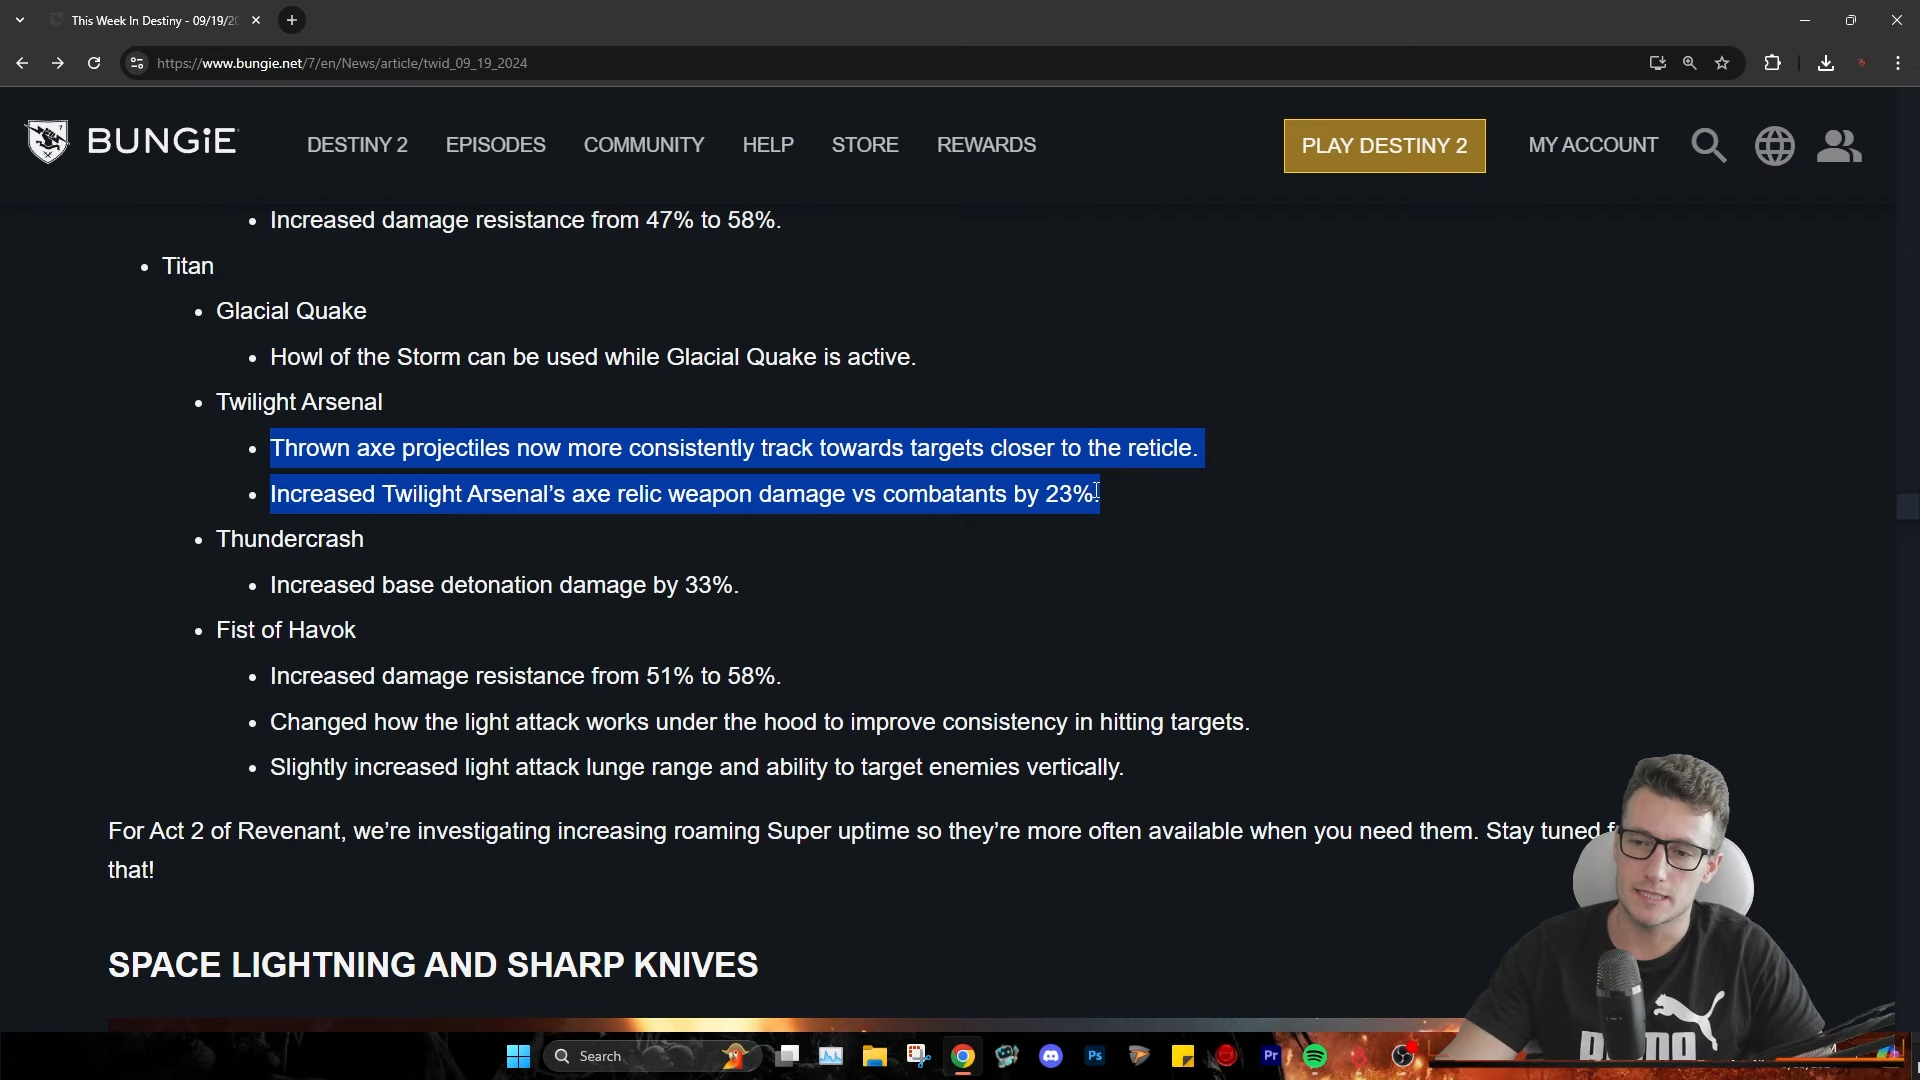 This Week In Destiny - 09/19/20
https://www.bungie.net/7/en/News/article/twid_09_19_2024
BUNGiE
DESTINY 2
EPISODES
COMMUNITY
HELP
STORE
REWARDS
PLAY DESTINY 2
MY ACCOUNT
• Increased damage resistance from 47% to 58%.
• Titan
• Glacial Quake
• Howl of the Storm can be used while Glacial Quake is active.
• Twilight Arsenal
• Thrown axe projectiles now more consistently track towards targets closer to the reticle.
• Increased Twilight Arsenal’s axe relic weapon damage vs combatants by 23%.
• Thundercrash
• Increased base detonation damage by 33%.
• Fist of Havok
• Increased damage resistance from 51% to 58%.
• Changed how the light attack works under the hood to improve consistency in hitting targets.
• Slightly increased light attack lunge range and ability to target enemies vertically.
For Act 2 of Revenant, we’re investigating increasing roaming Super uptime so they’re more often available when you need them. Stay tuned
that!
SPACE LIGHTNING AND SHARP KNIVES
Search
Ps
Pr